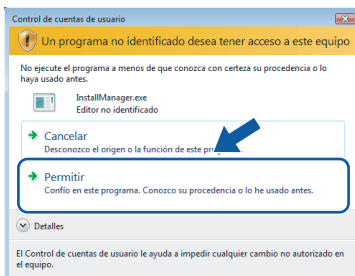 Control de cuentas de usuario
Un programa no identificado desea tener acceso a este equipo
No ejecute el programa a menos de que conozca con certeza su procedencia o lo
haya usado antes.
InstallManager.exe
Editor no identificado
Cancelar
Desconozco el origen o la función de este
Permitir
Confío en este programa. Conozco su procedencia o lo he usado antes.
Detalles
El Control de cuentas de usuario le ayuda a impedir cualquier cambio no autorizado en
el equipo.